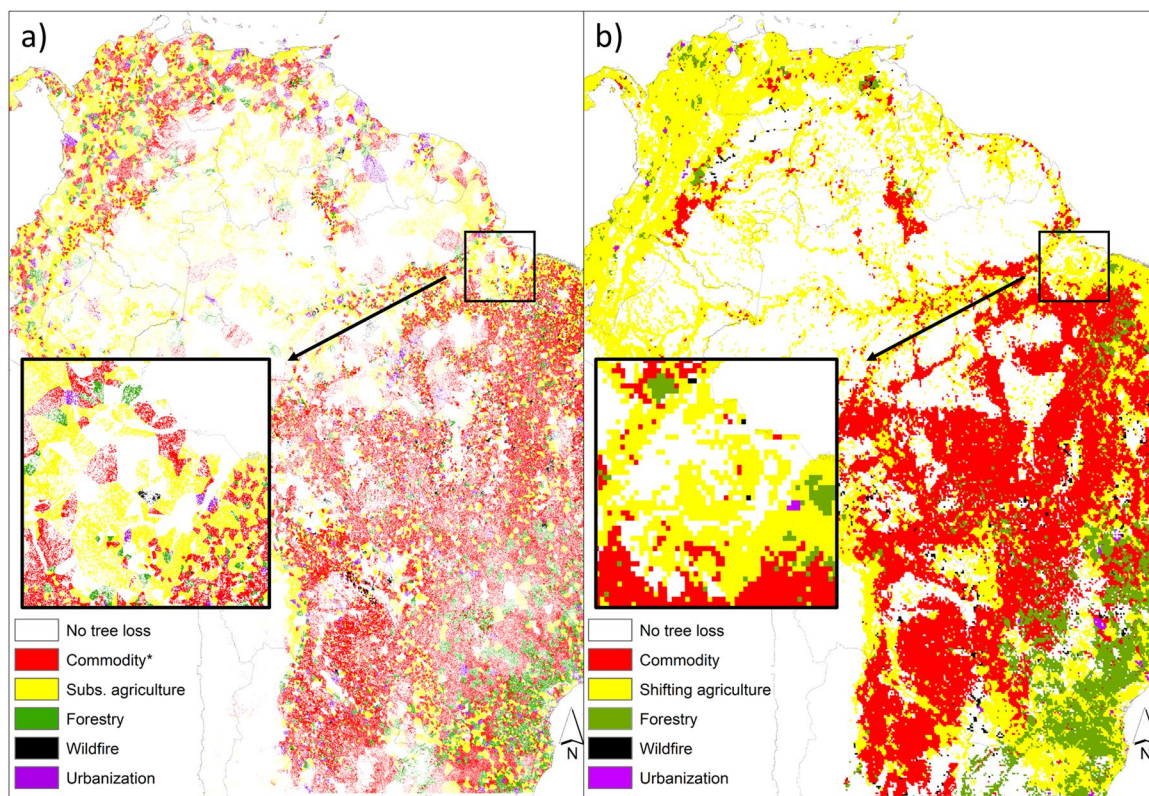 a)
No tree loss
Commodity*
Subs. agriculture
Forestry
Wildfire
Urbanization
N
b)
No tree loss
Commodity
Shifting agriculture
Forestry
Wildfire
Urbanization
N